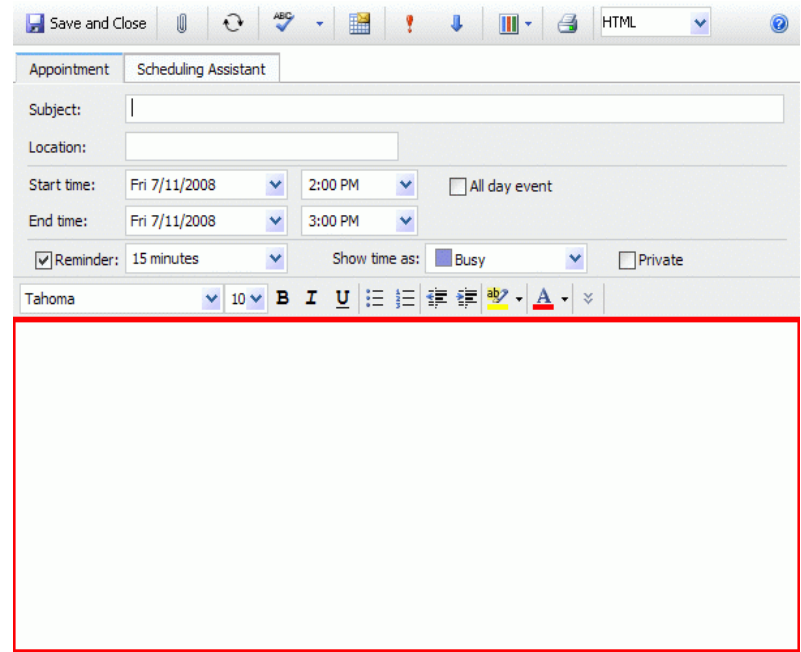 Save and Close ABC HTML
Appointment Scheduling Assistant
Subject:
Location:
Start time: Fri 7/11/2008 2:00 PM All day event
End time: Fri 7/11/2008 3:00 PM
Reminder: 15 minutes Show time as: Busy Private
Tahoma 10 B I U ab A